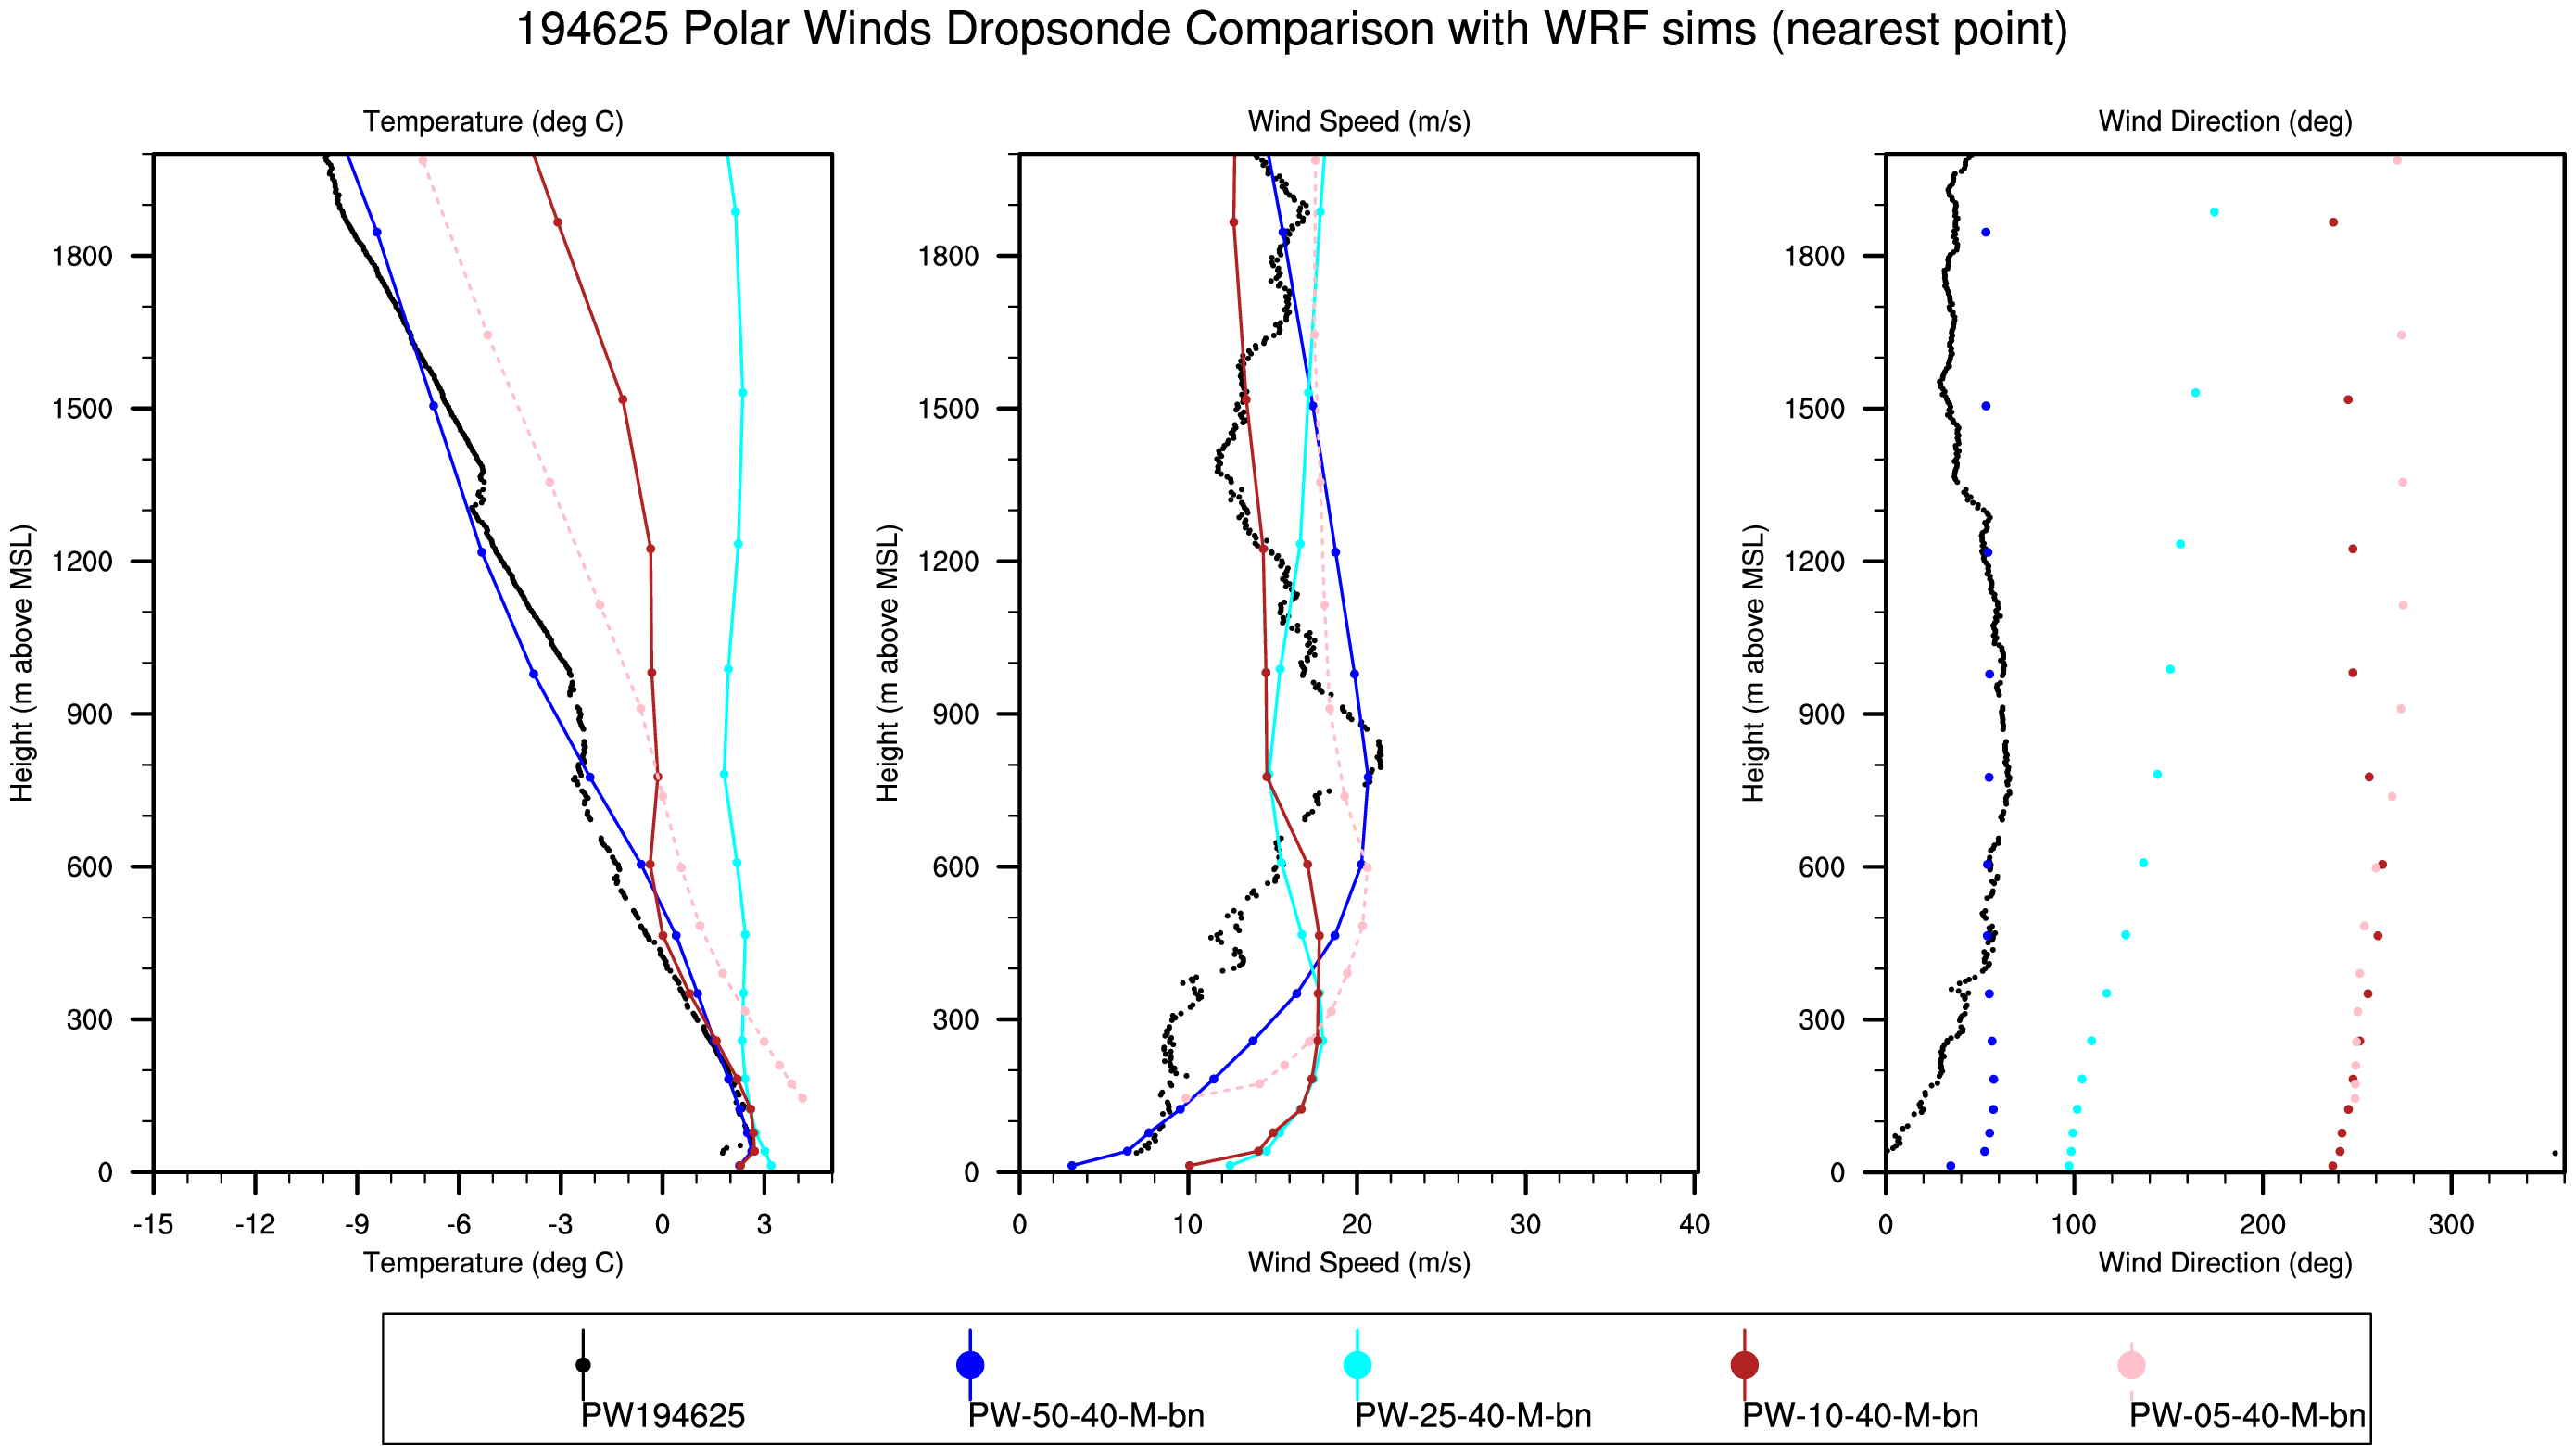 194625 Polar Winds Dropsonde Comparison with WRF sims (nearest point)
Temperature (deg C)
Wind Speed (m/s)
Wind Direction (deg)
Height (m above MSL)
1800
1500
1200
900
600
300
0
-15 -12 -9 -6 -3 0 3
Temperature (deg C)
Height (m above MSL)
1800
1500
1200
900
600
300
0
0 10 20 30 40
Wind Speed (m/s)
Height (m above MSL)
1800
1500
1200
900
600
300
0
0 100 200 300
Wind Direction (deg)
PW194625 PW-50-40-M-bn PW-25-40-M-bn PW-10-40-M-bn PW-05-40-M-bn